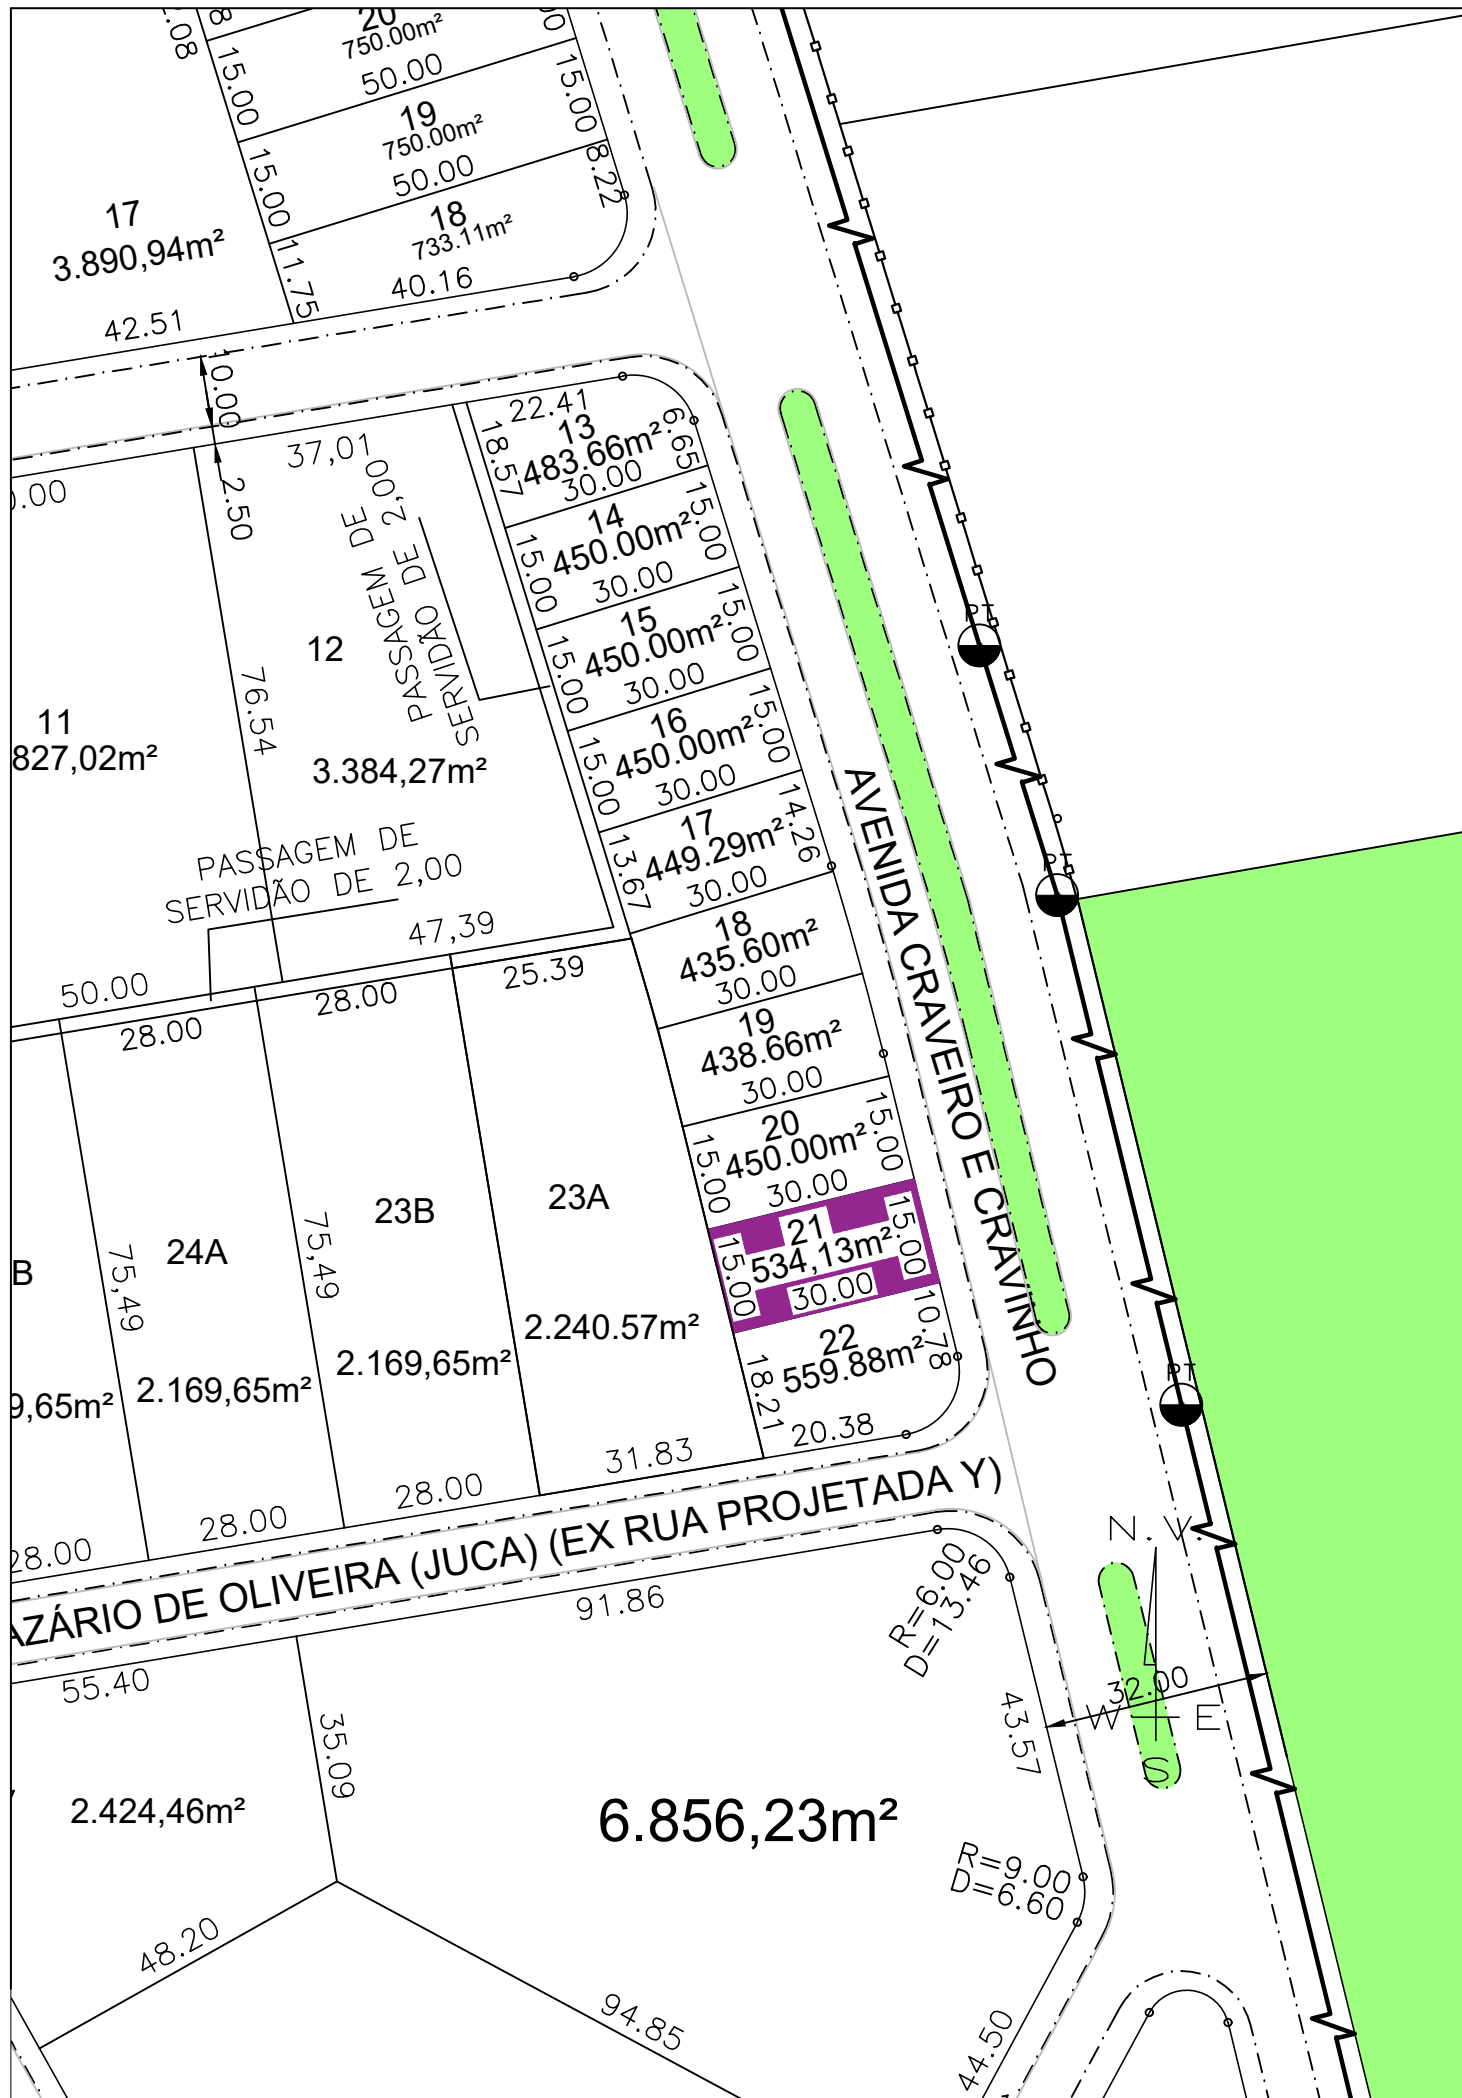 .08
8
15.00
20
750.00m²
50.00
00
15.00
19
750.00m²
50.00
15.00
8.22
18
733.11m²
40.16
11.75
17
3.890,94m²
42.51
10.00
2.50
.00
37,01
PASSAGEM DE
SERVIDÃO DE 2,00
22.41
13
483.66m²
30.00
18.57
6.65
14
450.00m²
30.00
15.00
15.00
15
450.00m²
30.00
15.00
15.00
16
450.00m²
30.00
15.00
15.00
17
449.29m²
30.00
13.67
14.26
18
435.60m²
30.00
19
438.66m²
30.00
20
450.00m²
30.00
15.00
15.00
21
534,13m²
30.00
15.00
15.00
22
559.88m²
18.21
10.78
20.38
12
3.384,27m²
76.54
11
827,02m²
PASSAGEM DE
SERVIDÃO DE 2,00
47,39
50.00
28.00
28.00
25.39
23A
2.240.57m²
31.83
23B
2.169,65m²
75,49
28.00
24A
2.169,65m²
75,49
28.00
B
9,65m²
28.00
AVENIDA CRAVEIRO E CRAVINHO
PT
PT
PT
AZÁRIO DE OLIVEIRA (JUCA) (EX RUA PROJETADA Y)
91.86
55.40
35.09
2.424,46m²
6.856,23m²
R=6.00
D=13.46
43.57
R=9.00
D=6.60
48.20
94.85
44.50
N.V.
32.00
W
E
S